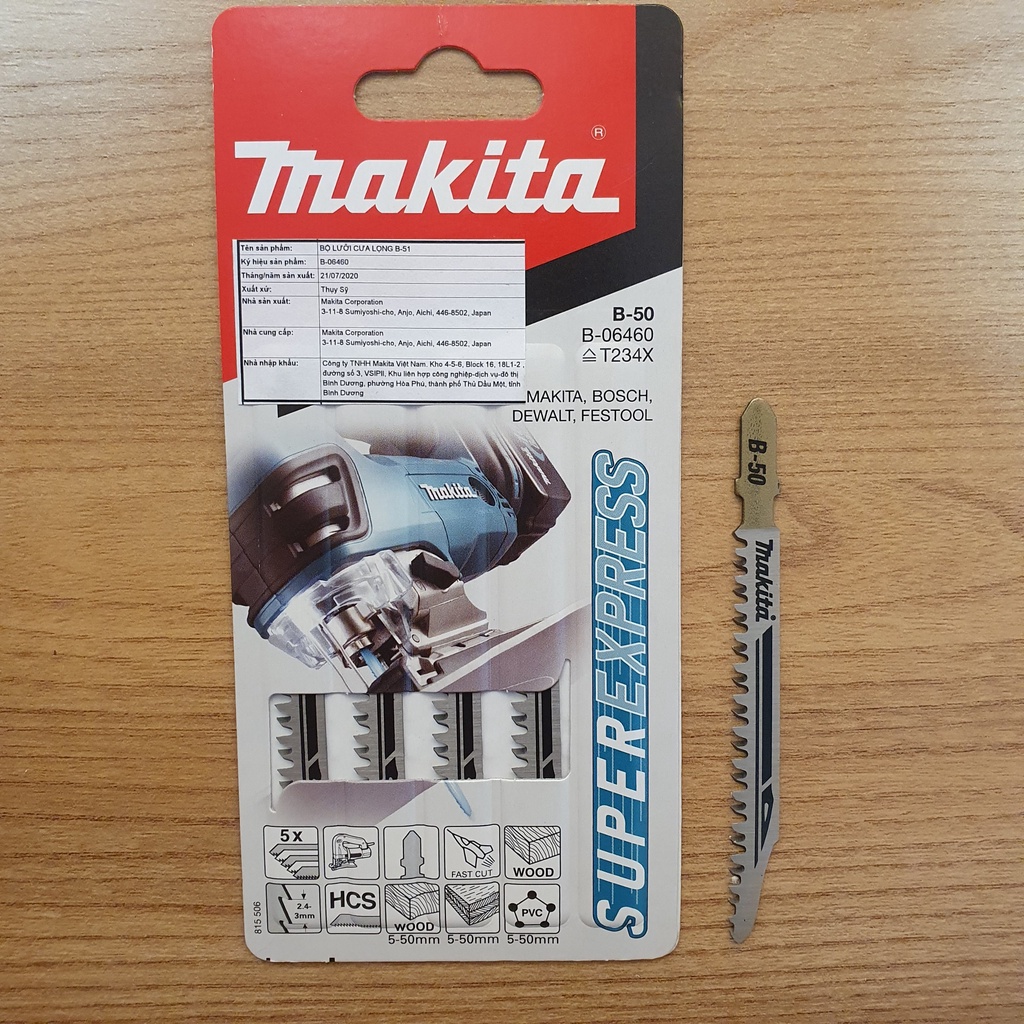 makita ®
Tên sản phẩm: BỘ LƯỠI CƯA LỌNG B-51
Ký hiệu sản phẩm: B-06460
Tháng/năm sản xuất: 21/07/2020
Xuất xứ: Thụy Sỹ
Nhà sản xuất: Makita Corporation
3-11-8 Sumiyoshi-cho, Anjo, Aichi, 446-8502, Japan
Nhà cung cấp: Makita Corporation
3-11-8 Sumiyoshi-cho, Anjo, Aichi, 446-8502, Japan
Nhà nhập khẩu: Công ty TNHH Makita Việt Nam. Kho 4-5-6, Block 16, 18L1-2 ,
đường số 3, VSIPII, Khu liên hợp công nghiệp-dịch vụ-đô thị
Bình Dương, phường Hòa Phú, thành phố Thủ Dầu Một, tỉnh
Bình Dương
B-50
B-06460
≙ T234X
MAKITA, BOSCH,
DEWALT, FESTOOL
makita
SUPEREXPRESS
5 x
FAST CUT
WOOD
2.4-
3mm
HCS
WOOD
5-50mm
5-50mm
PVC
5-50mm
815 506
B-50
makita